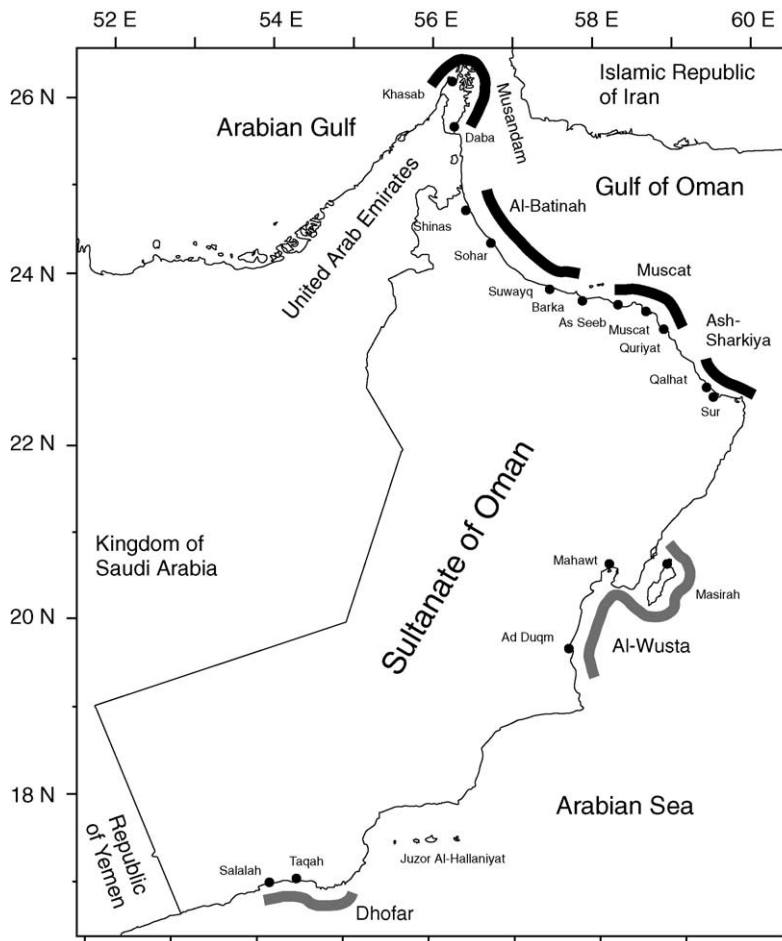 52 E 54 E 56 E 58 E 60 E
26 N
24 N
22 N
20 N
18 N
Islamic Republic
of Iran
Khasab
Musandam
Arabian Gulf
Daba
United Arab Emirates
Gulf of Oman
Al-Batinah
Shinas
Sohar
Muscat
Suwayq
Barka
As Seeb
Muscat
Quriyat
Ash-
Sharkiya
Qalhat
Sur
Sultanate of Oman
Kingdom of
Saudi Arabia
Mahawt
Masirah
Ad Duqm
Al-Wusta
Arabian Sea
Republic
of Yemen
Juzor Al-Hallaniyat
Salalah
Taqah
Dhofar